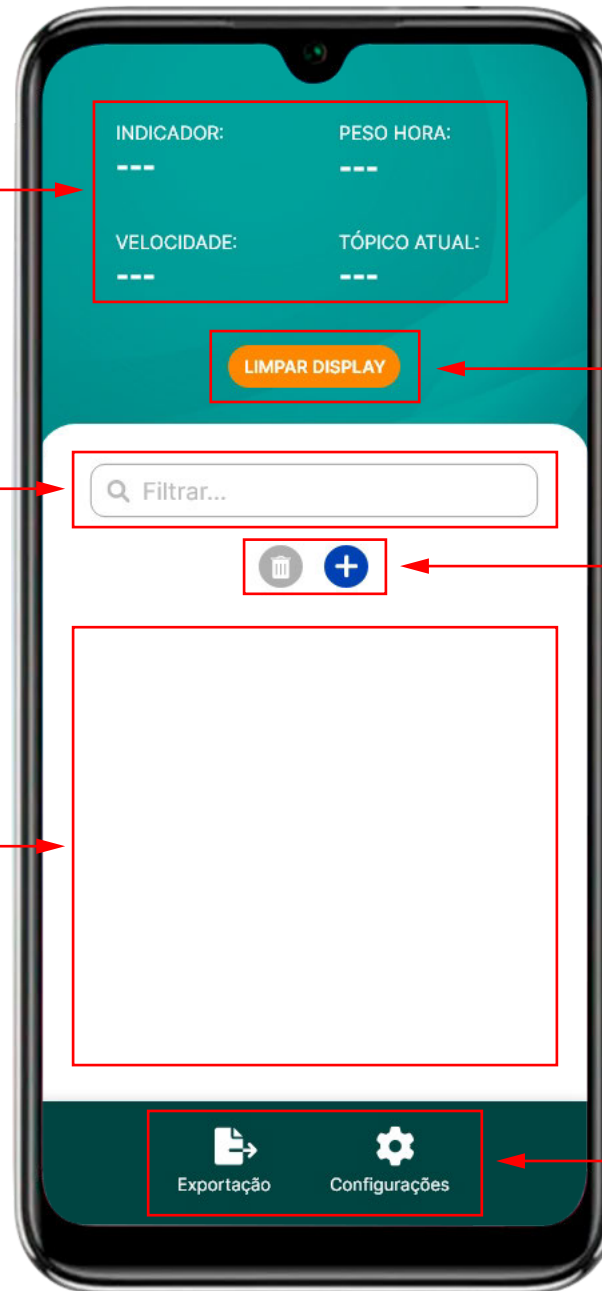 INDICADOR: PESO HORA:
--- ---
VELOCIDADE: TÓPICO ATUAL:
--- ---
LIMPAR DISPLAY
Filtrar...
Exportação Configurações